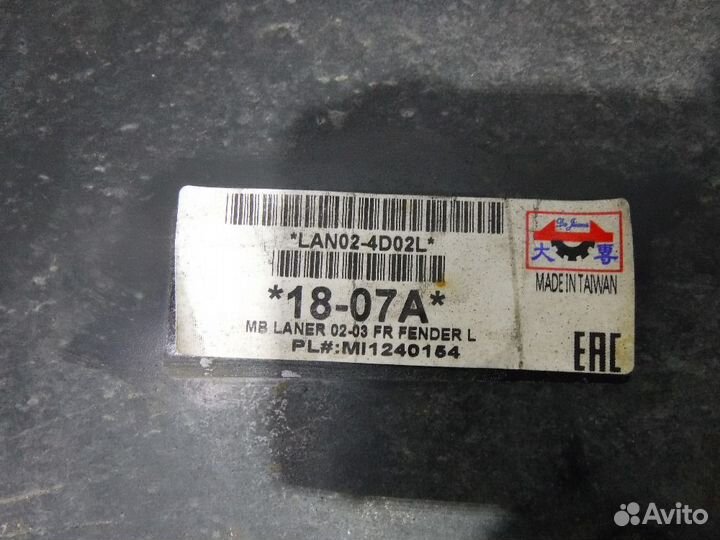 *LAN02-4D02L*
*18-07A*
MB LANER 02-03 FR FENDER L
PL#:MI1240154
大 專
MADE IN TAIWAN
EAC
Avito